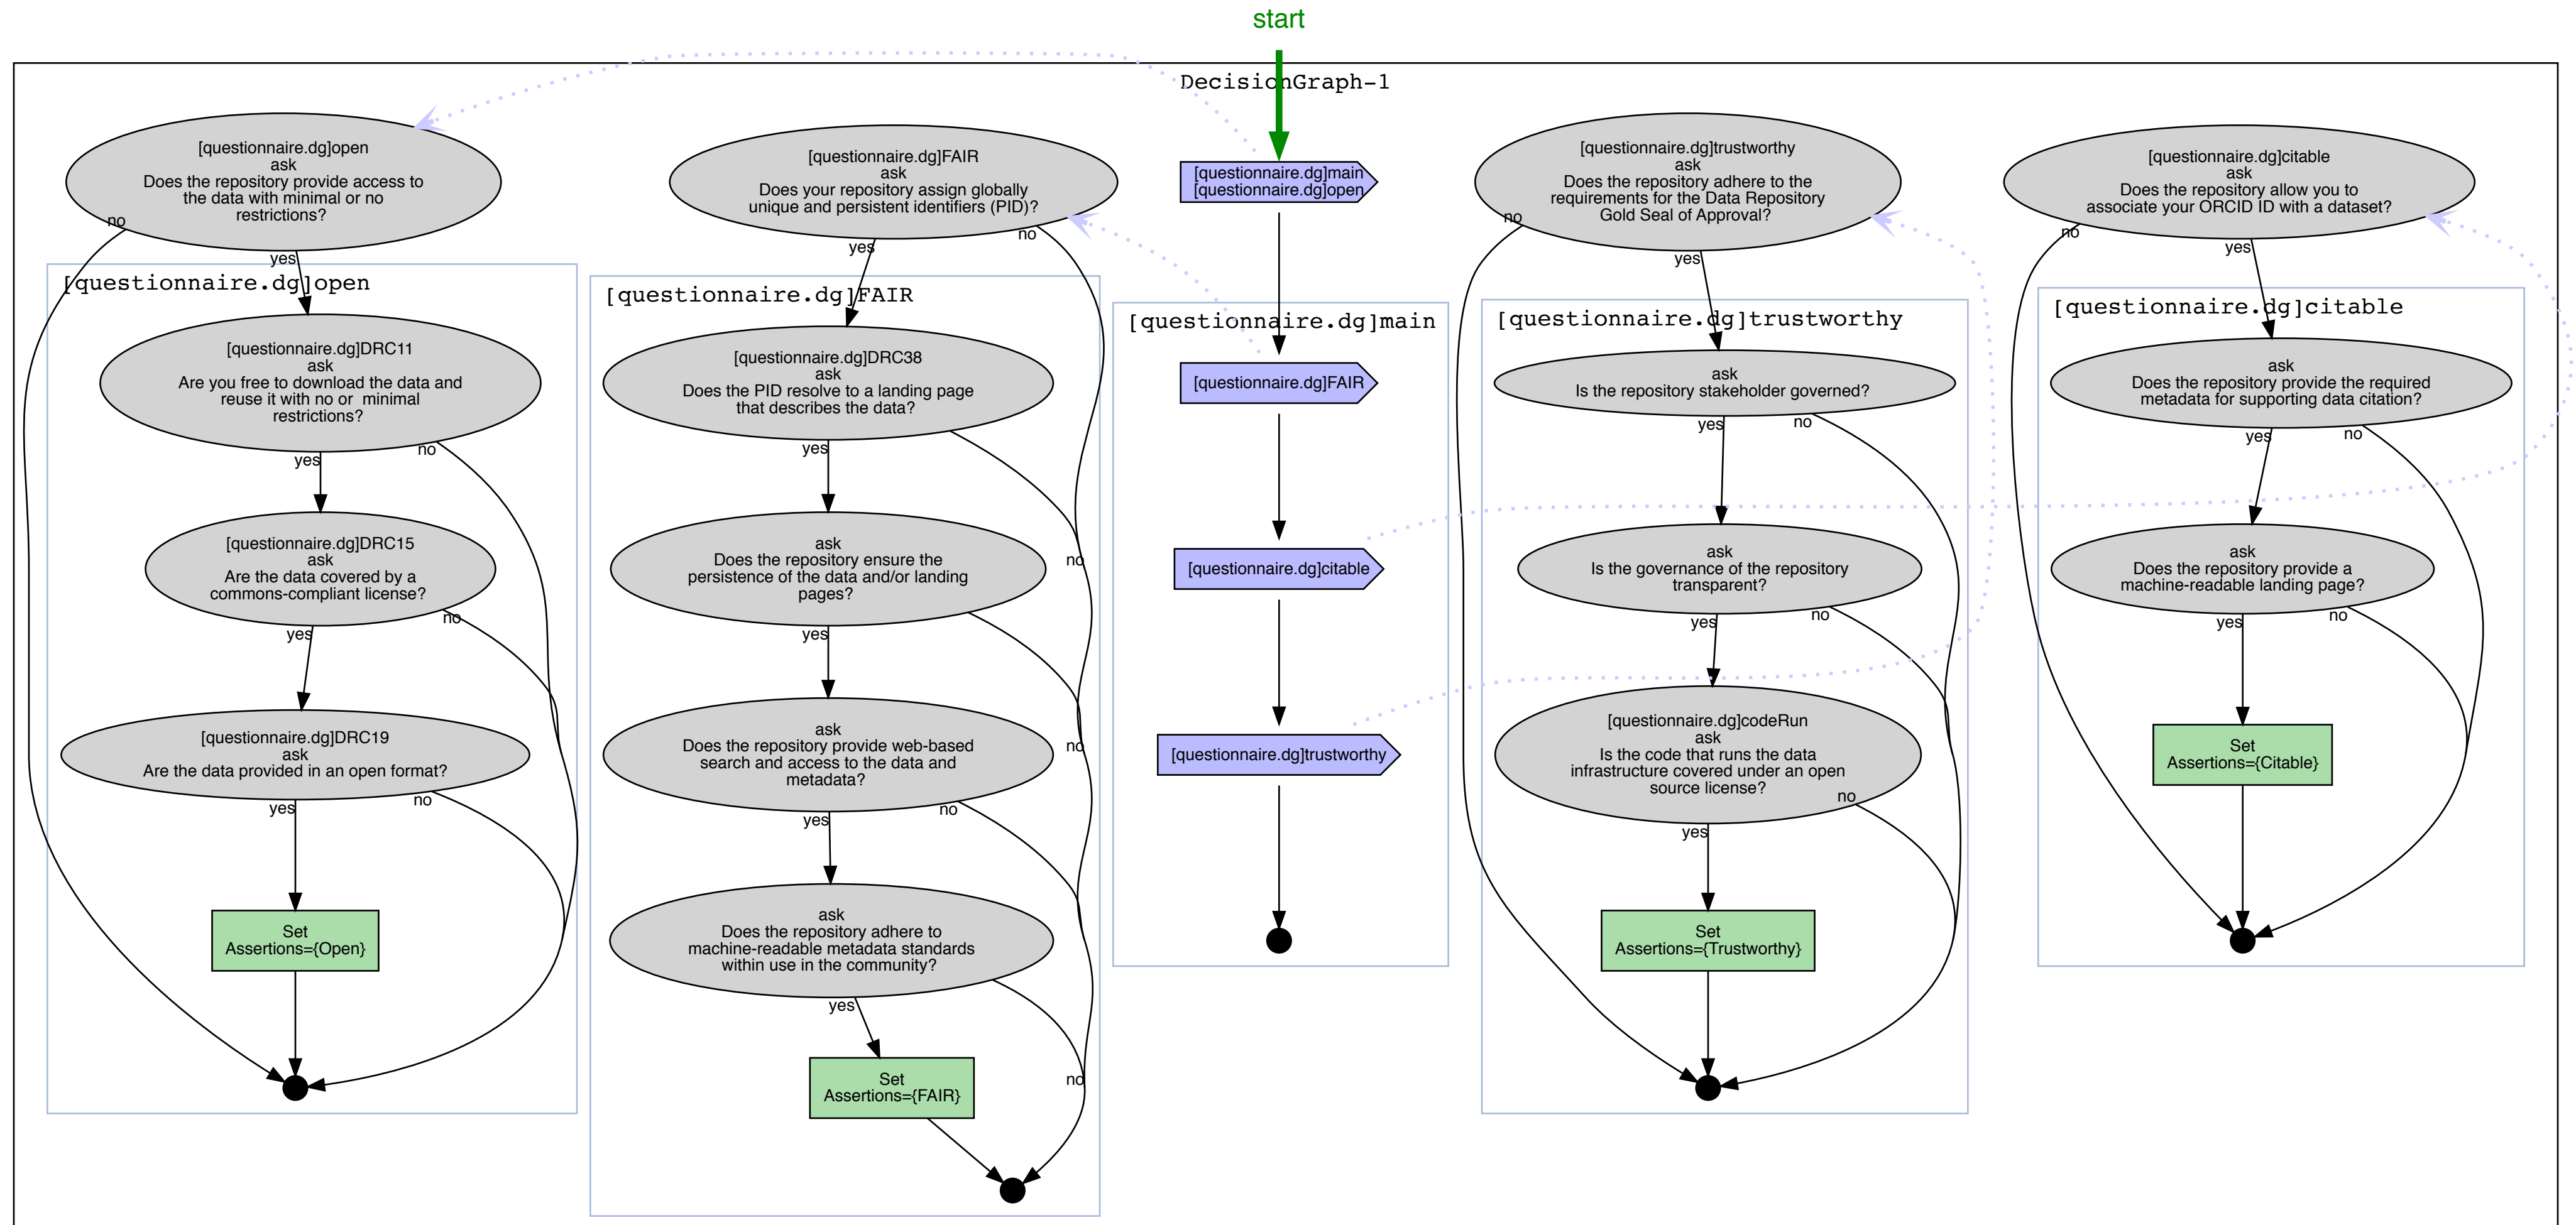 start
DecisionGraph-1
[questionnaire.dg]open
ask
Does the repository provide access to
the data with minimal or no
restrictions?
no
yes
[questionnaire.dg]open
[questionnaire.dg]DRC11
ask
Are you free to download the data and
reuse it with no or  minimal
restrictions?
yes
no
[questionnaire.dg]DRC15
ask
Are the data covered by a
commons-compliant license?
yes
no
[questionnaire.dg]DRC19
ask
Are the data provided in an open format?
yes
no
Set
Assertions={Open}
[questionnaire.dg]FAIR
ask
Does your repository assign globally
unique and persistent identifiers (PID)?
yes
no
[questionnaire.dg]FAIR
[questionnaire.dg]DRC38
ask
Does the PID resolve to a landing page
that describes the data?
yes
no
ask
Does the repository ensure the
persistence of the data and/or landing
pages?
yes
no
ask
Does the repository provide web-based
search and access to the data and
metadata?
yes
no
ask
Does the repository adhere to
machine-readable metadata standards
within use in the community?
yes
no
Set
Assertions={FAIR}
[questionnaire.dg]main
[questionnaire.dg]open
[questionnaire.dg]main
[questionnaire.dg]FAIR
[questionnaire.dg]citable
[questionnaire.dg]trustworthy
[questionnaire.dg]trustworthy
ask
Does the repository adhere to the
requirements for the Data Repository
Gold Seal of Approval?
no
yes
[questionnaire.dg]trustworthy
ask
Is the repository stakeholder governed?
yes
no
ask
Is the governance of the repository
transparent?
yes
no
[questionnaire.dg]codeRun
ask
Is the code that runs the data
infrastructure covered under an open
source license?
no
yes
Set
Assertions={Trustworthy}
[questionnaire.dg]citable
ask
Does the repository allow you to
associate your ORCID ID with a dataset?
no
yes
[questionnaire.dg]citable
ask
Does the repository provide the required
metadata for supporting data citation?
yes
no
ask
Does the repository provide a
machine-readable landing page?
yes
no
Set
Assertions={Citable}